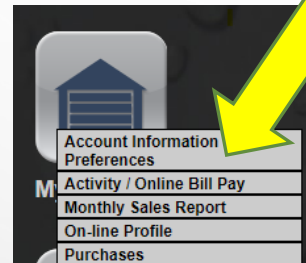 Account Information
Preferences
M
Activity / Online Bill Pay
Monthly Sales Report
On-line Profile
Purchases